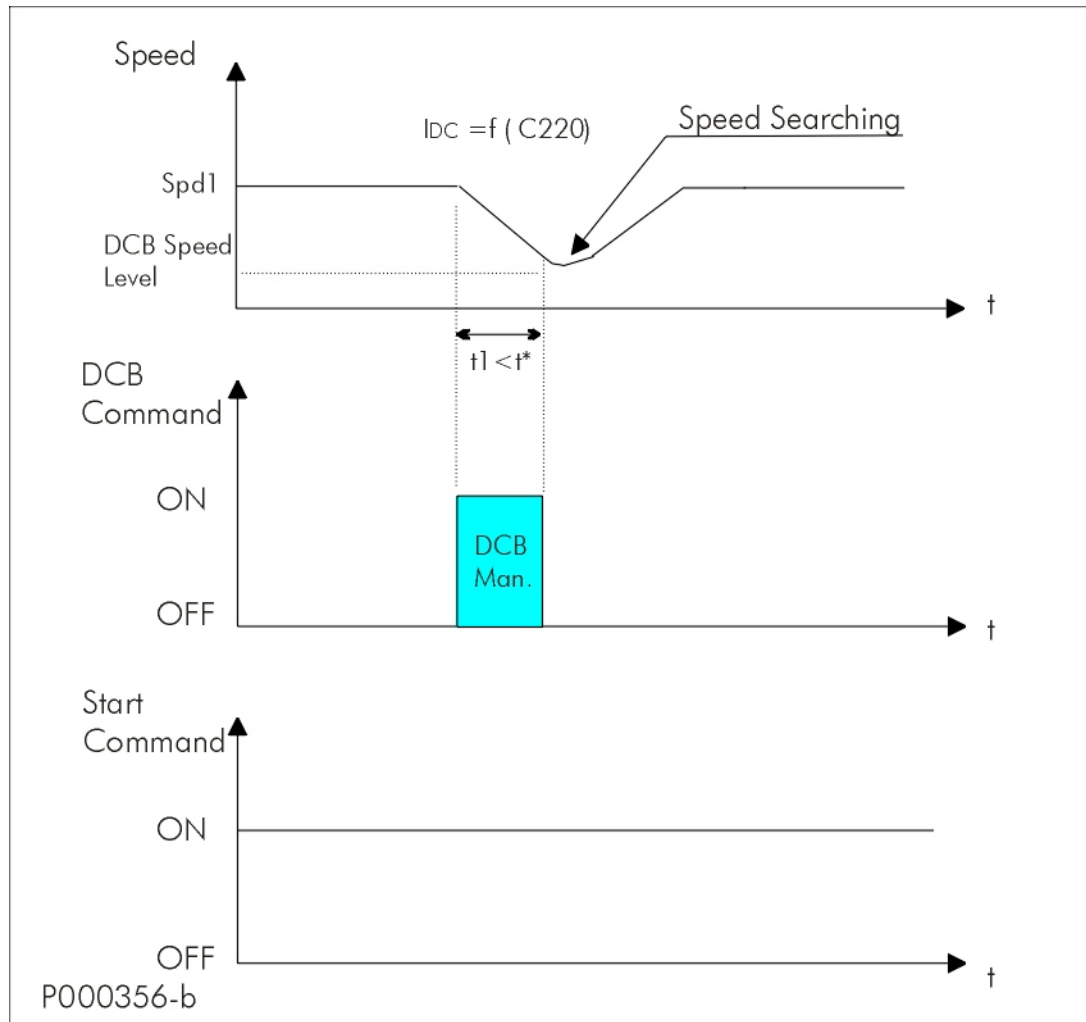 Speed
IDC =f ( C220)
Speed Searching
Spd1
DCB Speed
Level
t
t1 <t*
DCB
Command
ON
DCB
Man.
OFF
t
Start
Command
ON
OFF
t
P000356-b